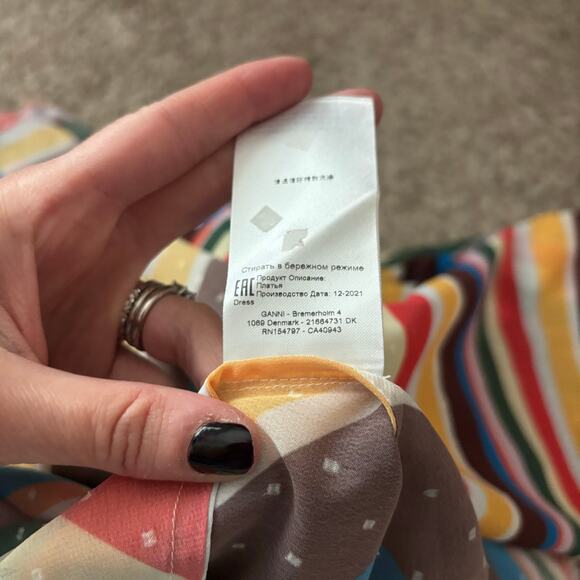 Стирать в бережном режиме
EAC
Продукт Описание:
Платья
Производство Дата: 12-2021
Dress
GANNI - Bremerholm 4
1069 Denmark - 21664731 DK
RN154797 - CA40943